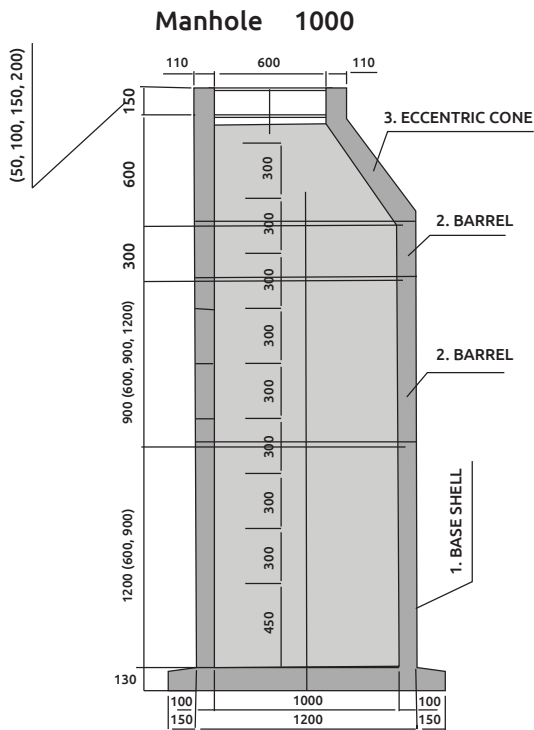 Manhole 1000
110
600
110
(50, 100, 150, 200)
150
3. ECCENTRIC CONE
600
300
2. BARREL
300
300
300
900 (600, 900, 1200)
300
2. BARREL
300
300
1. BASE SHELL
300
1200 (600, 900)
300
450
130
100
1000
100
150
1200
150